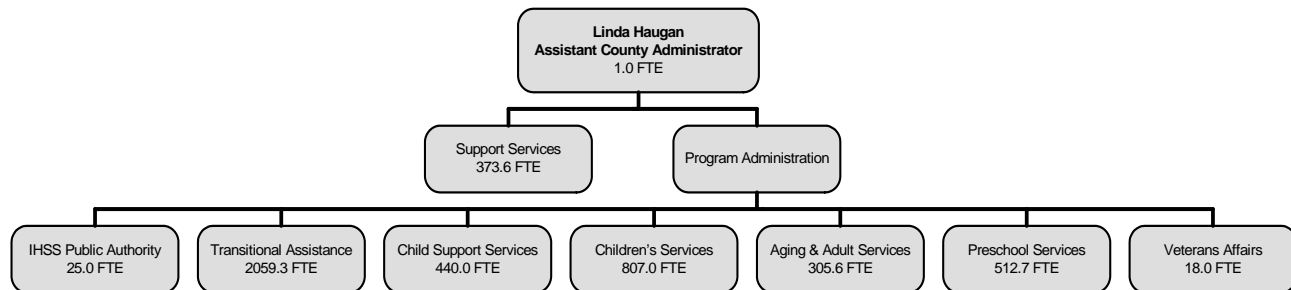 Linda Haugan
Assistant County Administrator
1.0 FTE
Support Services
373.6 FTE
Program Administration
IHSS Public Authority
25.0 FTE
Transitional Assistance
2059.3 FTE
Child Support Services
440.0 FTE
Children's Services
807.0 FTE
Aging & Adult Services
305.6 FTE
Preschool Services
512.7 FTE
Veterans Affairs
18.0 FTE